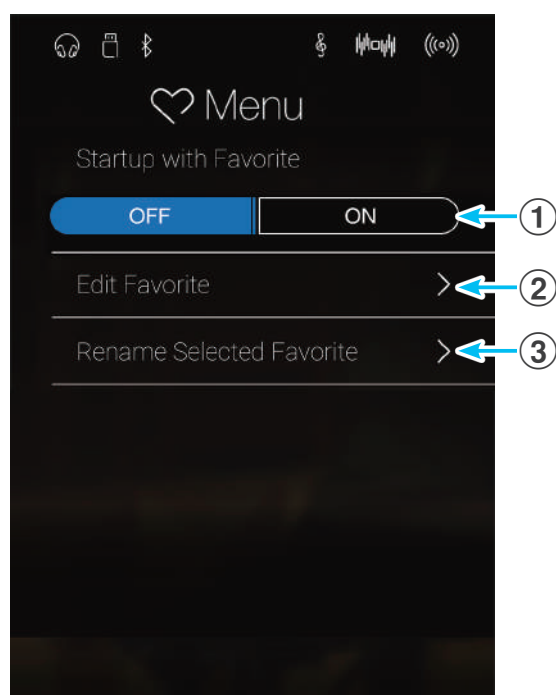 Menu
Startup with Favorite
OFF ON 1
Edit Favorite 2
Rename Selected Favorite 3